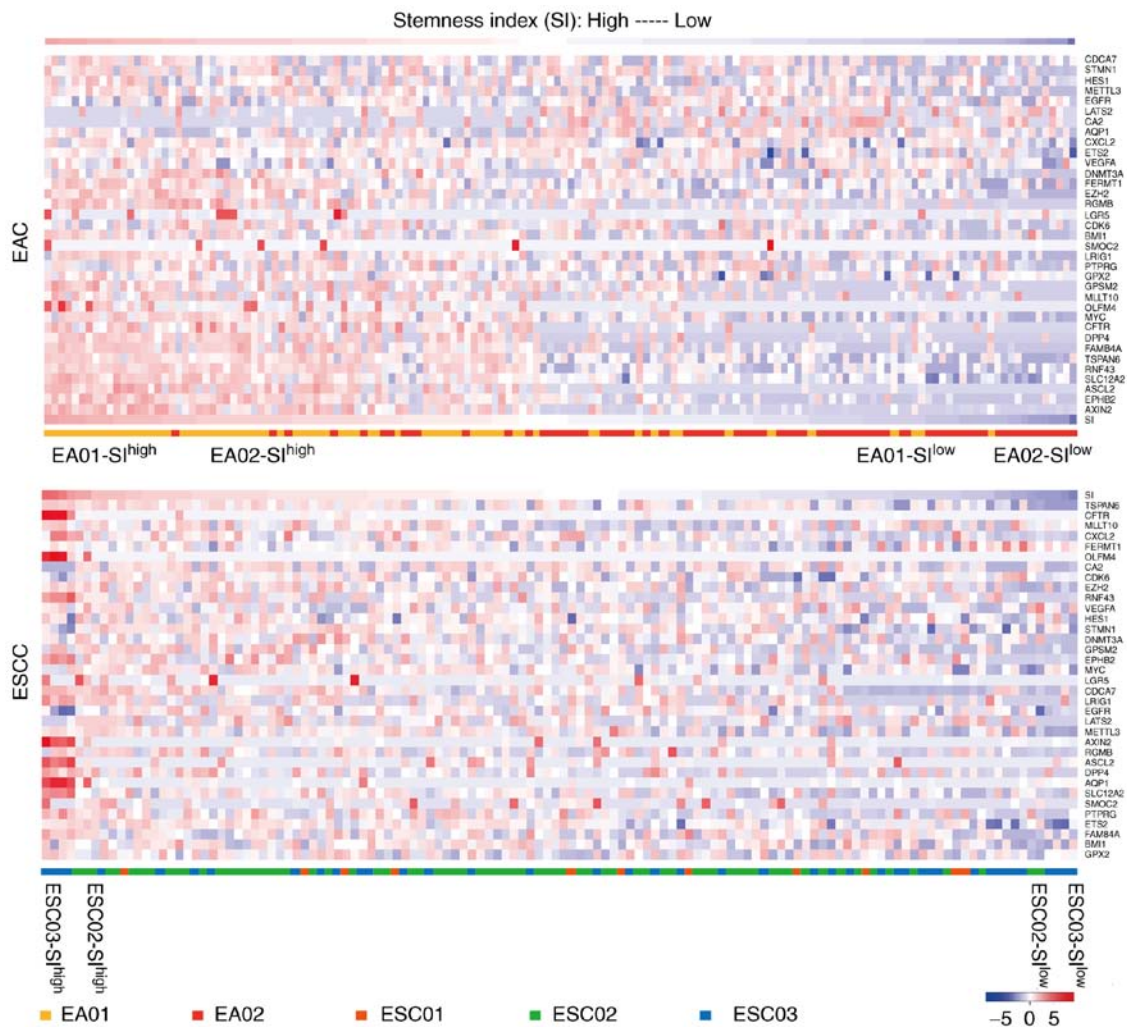 Stemness index (SI): High ----- Low
EAC
CDCA7
STMN1
HES1
METTL3
EGFR
LATS2
CA2
AQP1
CXCL2
ETS2
VEGFA
DNMT3A
FERMT1
EZH2
RGMB
LGR5
CDK6
BMI1
SMOC2
LRIG1
PTPRG
GPX2
GPSM2
MLLT10
OLFM4
MYC
CFTR
DPP4
FAMB4A
TSPAN6
RNF43
SLC12A2
ASCL2
EPHB2
AXIN2
SI
EA01-SIhigh EA02-SIhigh EA01-SIlow EA02-SIlow
ESCC
SI
TSPAN6
CFTR
MLLT10
CXCL2
FERMT1
OLFM4
CA2
CDK6
EZH2
RNF43
VEGFA
HES1
STMN1
DNMT3A
GPSM2
EPHB2
MYC
LGR5
CDCA7
LRIG1
EGFR
LATS2
METTL3
AXIN2
RGMB
ASCL2
DPP4
AQP1
SLC12A2
SMOC2
PTPRG
ETS2
FAM84A
BMI1
GPX2
ESC03-SIhigh
ESC02-SIhigh
ESC02-SIlow
ESC03-SIlow
EA01 EA02 ESC01 ESC02 ESC03
−5 0 5